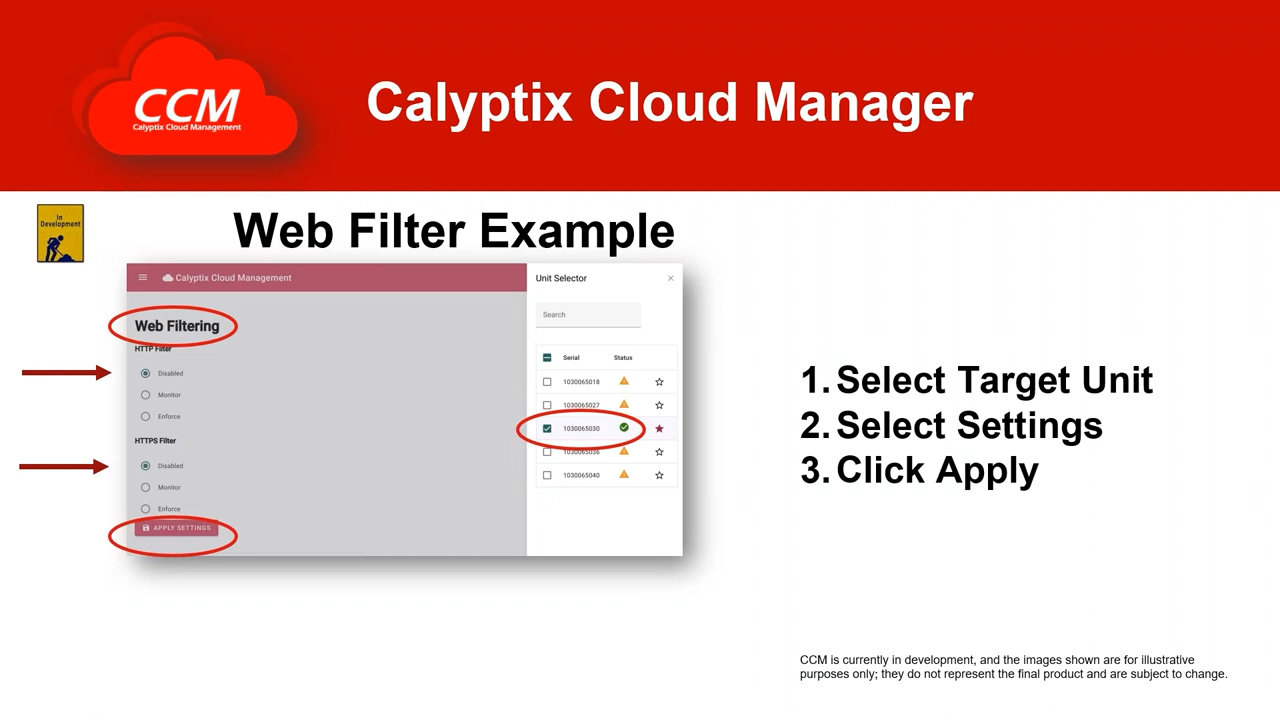 CCM
Calyptix Cloud Management
Calyptix Cloud Manager
In
Development
Web Filter Example
Calyptix Cloud Management
Web Filtering
HTTP Filter
Disabled
Monitor
Enforce
HTTPS Filter
Disabled
Monitor
Enforce
APPLY SETTINGS
Unit Selector
Search
Serial Status
1030065018
1030065027
1030065030
1030065036
1030065040
1. Select Target Unit
2. Select Settings
3. Click Apply
CCM is currently in development, and the images shown are for illustrative
purposes only; they do not represent the final product and are subject to change.